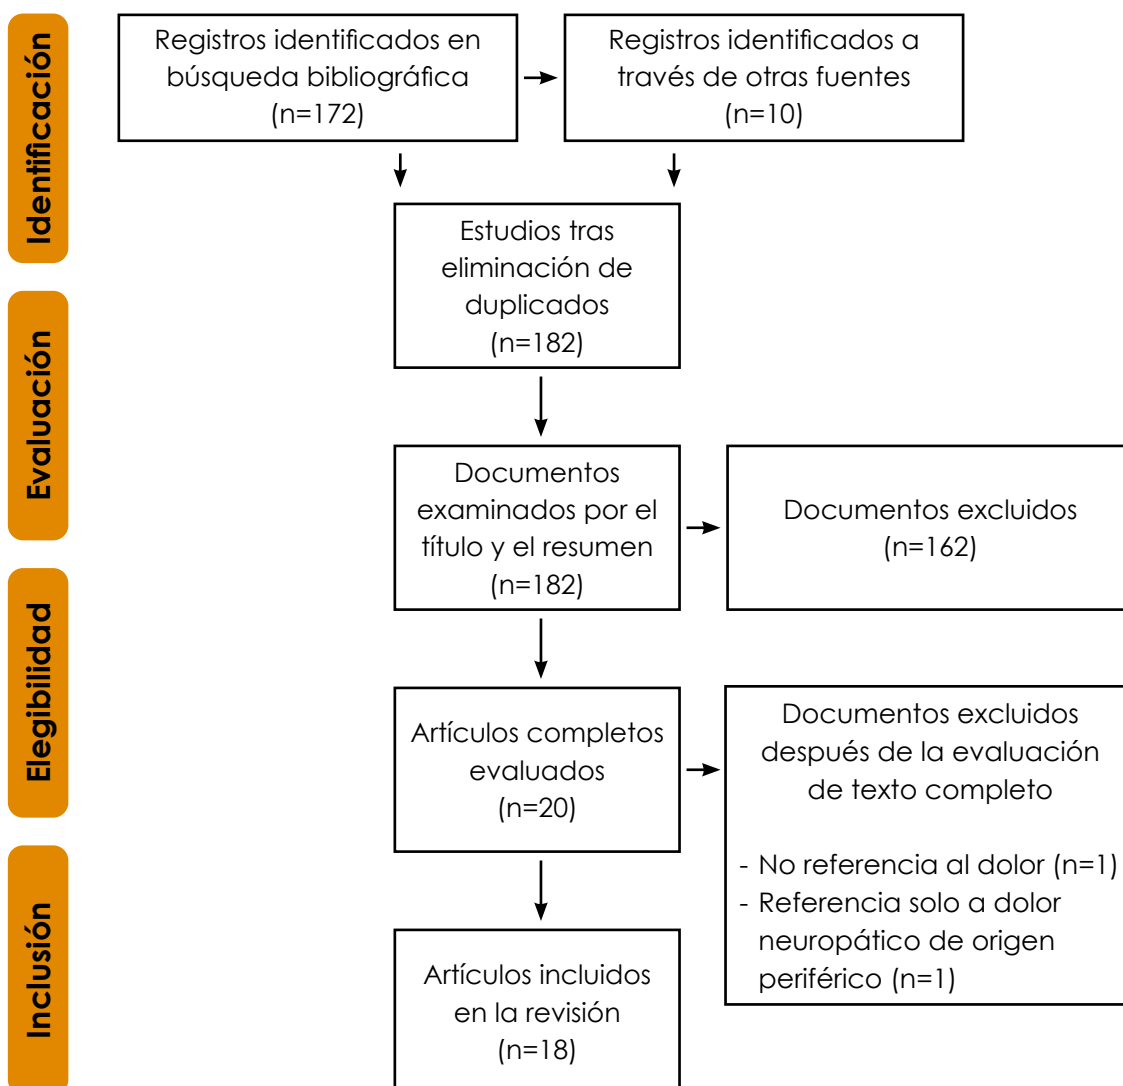 Identificación
Registros identificados en
búsqueda bibliográfica
(n=172)
Registros identificados a
través de otras fuentes
(n=10)
Estudios tras
eliminación de
duplicados
(n=182)
Evaluación
Documentos
examinados por el
título y el resumen
(n=182)
Documentos excluidos
(n=162)
Elegibilidad
Artículos completos
evaluados
(n=20)
Documentos excluidos
después de la evaluación
de texto completo
- No referencia al dolor (n=1)
- Referencia solo a dolor
neuropático de origen
periférico (n=1)
Inclusión
Artículos incluidos
en la revisión
(n=18)